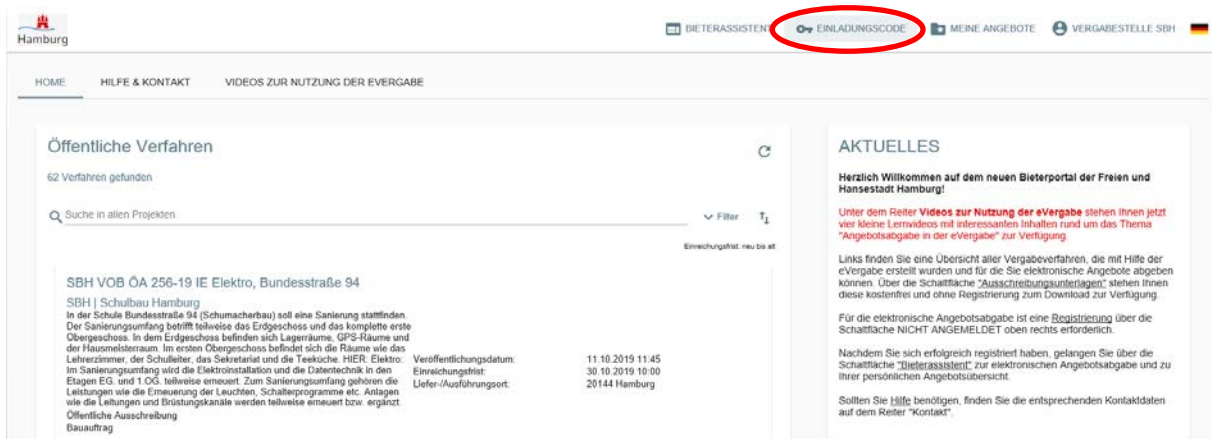 Hamburg
BIETERASSISTENT
EINLADUNGSCODE
MEINE ANGEBOTE
VERGABESTELLE SBH
HOME
HILFE & KONTAKT
VIDEOS ZUR NUTZUNG DER EVERGABE
Öffentliche Verfahren
62 Verfahren gefunden
Suche in allen Projekten
Filter
Einreichungsfrist: neu bis alt
SBH VOB ÖA 256-19 IE Elektro, Bundesstraße 94
SBH | Schulbau Hamburg
In der Schule Bundesstraße 94 (Schumacherbau) soll eine Sanierung stattfinden.
Der Sanierungsumfang betrifft teilweise das Erdgeschoss und das komplette erste
Obergeschoss. In dem Erdgeschoss befinden sich Lagerräume, GPS-Räume und
der Hausmeisterraum. Im ersten Obergeschoss befindet sich die Räume wie das
Lehrerzimmer, der Schulleiter, das Sekretariat und die Teeküche. HIER: Elektro:
Im Sanierungsumfang wird die Elektroinstallation und die Datentechnik in den
Etagen EG. und 1.OG. teilweise erneuert. Zum Sanierungsumfang gehören die
Leistungen wie die Erneuerung der Leuchten, Schalterprogramme etc. Anlagen
wie die Leitungen und Brüstungskanäle werden teilweise erneuert bzw. ergänzt.
Öffentliche Ausschreibung
Bauauftrag
Veröffentlichungsdatum: 11.10.2019 11:45
Einreichungsfrist: 30.10.2019 10:00
Liefer-/Ausführungsort: 20144 Hamburg
AKTUELLES
Herzlich Willkommen auf dem neuen Bieterportal der Freien und
Hansestadt Hamburg!
Unter dem Reiter Videos zur Nutzung der eVergabe stehen Ihnen jetzt
vier kleine Lernvideos mit interessanten Inhalten rund um das Thema
"Angebotsabgabe in der eVergabe" zur Verfügung.
Links finden Sie eine Übersicht aller Vergabeverfahren, die mit Hilfe der
eVergabe erstellt wurden und für die Sie elektronische Angebote abgeben
können. Über die Schaltfläche "Ausschreibungsunterlagen" stehen Ihnen
diese kostenfrei und ohne Registrierung zum Download zur Verfügung.
Für die elektronische Angebotsabgabe ist eine Registrierung über die
Schaltfläche NICHT ANGEMELDET oben rechts erforderlich.
Nachdem Sie sich erfolgreich registriert haben, gelangen Sie über die
Schaltfläche "Bieterassistent" zur elektronischen Angebotsabgabe und zu
Ihrer persönlichen Angebotsübersicht.
Sollten Sie Hilfe benötigen, finden Sie die entsprechenden Kontaktdaten
auf dem Reiter "Kontakt".